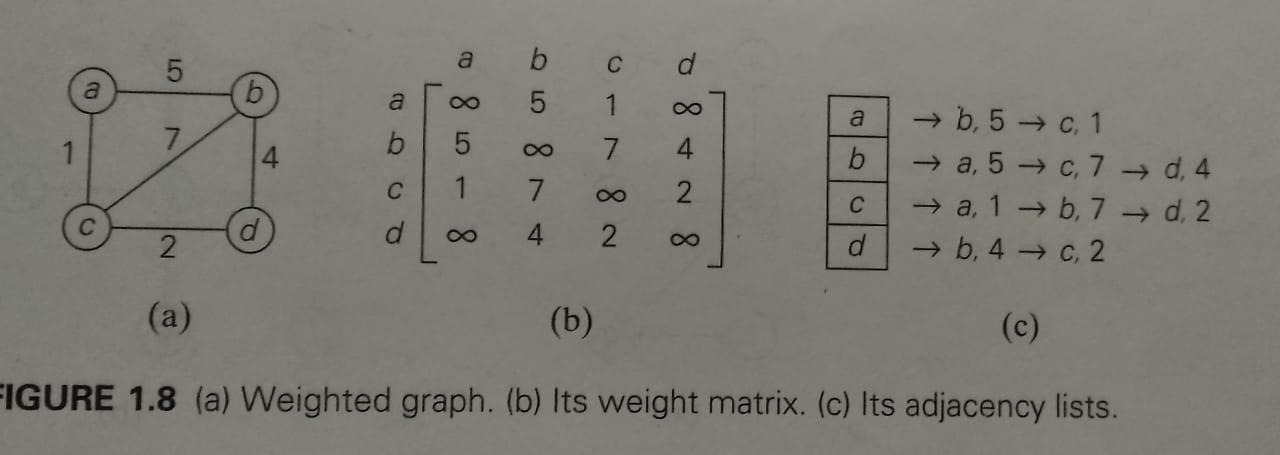 a 5 b
1 7 4
c 2 d
(a)
a b c d
a ∞ 5 1 ∞
b 5 ∞ 7 4
c 1 7 ∞ 2
d ∞ 4 2 ∞
(b)
a → b, 5 → c, 1
b → a, 5 → c, 7 → d, 4
c → a, 1 → b, 7 → d, 2
d → b, 4 → c, 2
(c)
FIGURE 1.8 (a) Weighted graph. (b) Its weight matrix. (c) Its adjacency lists.